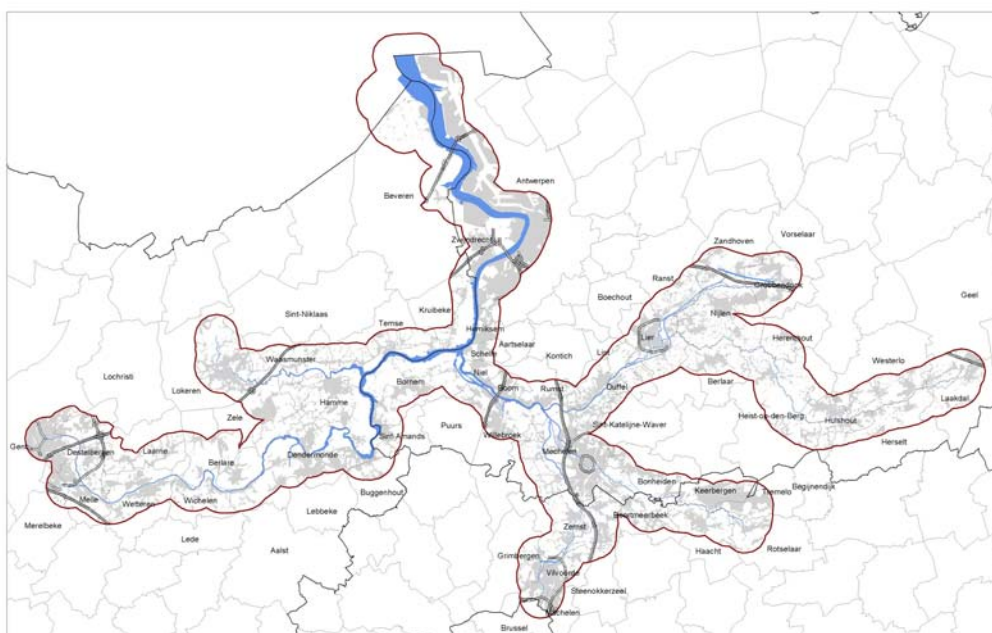 Antwerpen
Beveren
Zwijndrecht
Zandhoven
Vorselaar
Ranst
Grobbendonk
Geel
Boechout
Kruibeke
Nijlen
Sint-Niklaas
Temse
Hemiksem
Aartselaar
Lier
Herenthout
Schelle
Lint
Kontich
Westerlo
Waasmunster
Niel
Lochristi
Lokeren
Bornem
Boom
Rumst
Duffel
Berlaar
Laakdal
Hamme
Zele
Heist-op-den-Berg
Hulshout
Puurs
Sint-Katelijne-Waver
Sint-Amands
Willebroek
Herselt
Gent
Destelbergen
Laarne
Mechelen
Berlare
Dendermonde
Bonheiden
Begijnendijk
Buggenhout
Keerbergen
Tremelo
Melle
Wetteren
Wichelen
Lebbeke
Boortmeerbeek
Merelbeke
Zemst
Lede
Rotselaar
Aalst
Grimbergen
Haacht
Vilvoorde
Steenokkerzeel
Machelen
Brussel